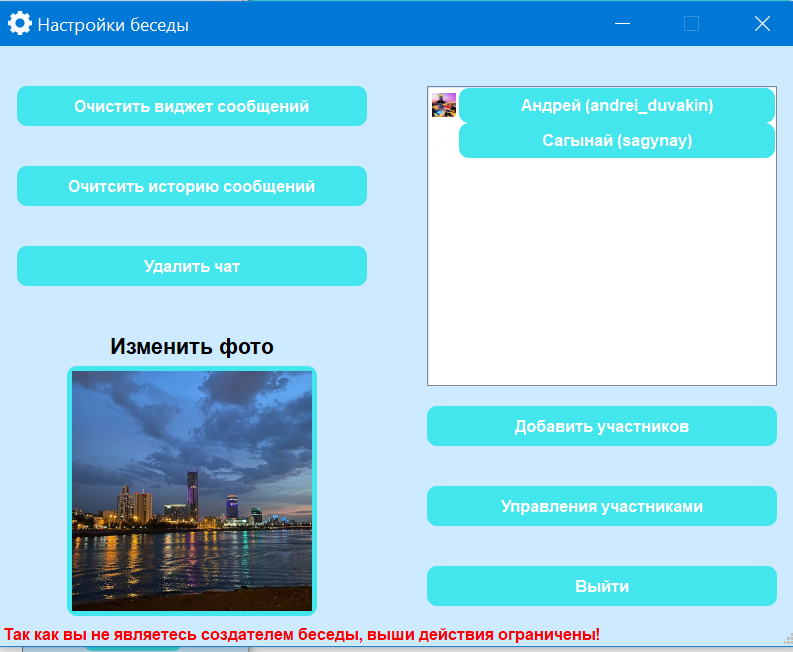 Настройки беседы
Очистить виджет сообщений
Очитсить историю сообщений
Удалить чат
Изменить фото
Андрей (andrei_duvakin)
Сагынай (sagynay)
Добавить участников
Управления участниками
Выйти
Так как вы не являетесь создателем беседы, выши действия ограничены!